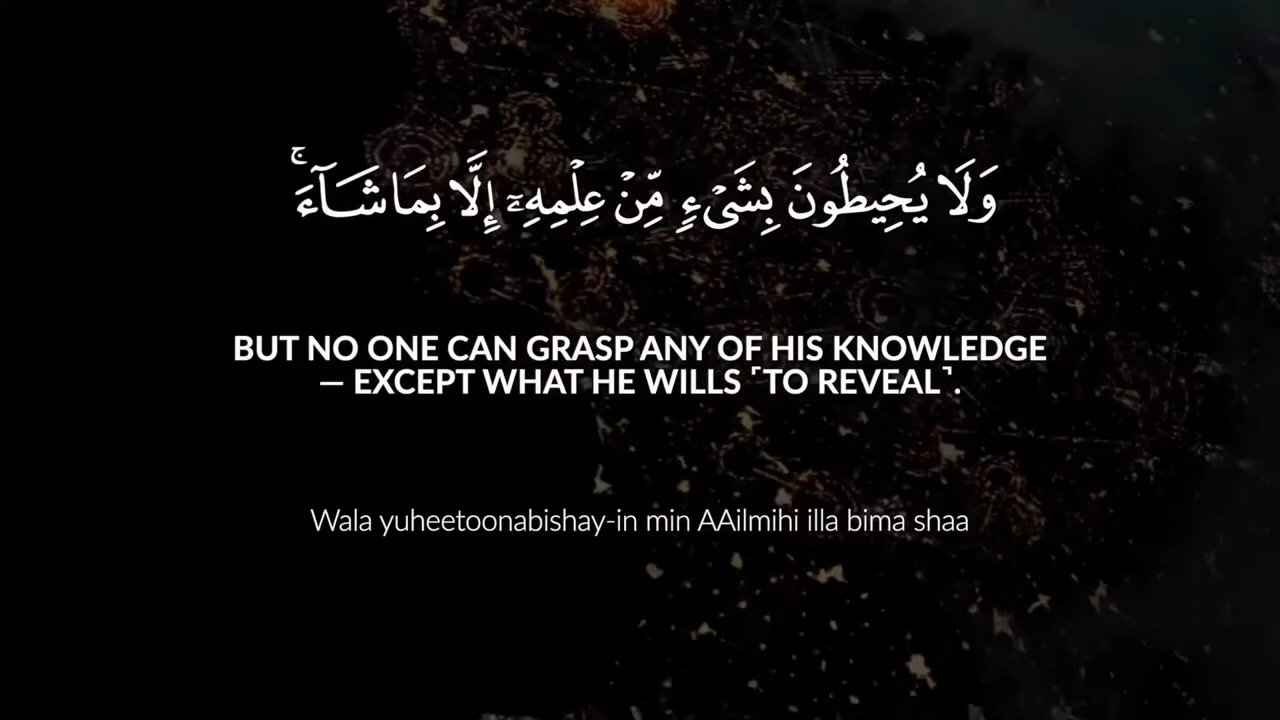 وَلَا يُحِيطُونَ بِشَىْءٍ مِّنْ عِلْمِهِۦٓ إِلَّا بِمَا شَآءَ ۚ
BUT NO ONE CAN GRASP ANY OF HIS KNOWLEDGE
— EXCEPT WHAT HE WILLS ˹TO REVEAL˺.
Wala yuheetoonabishay-in min AAilmihi illa bima shaa